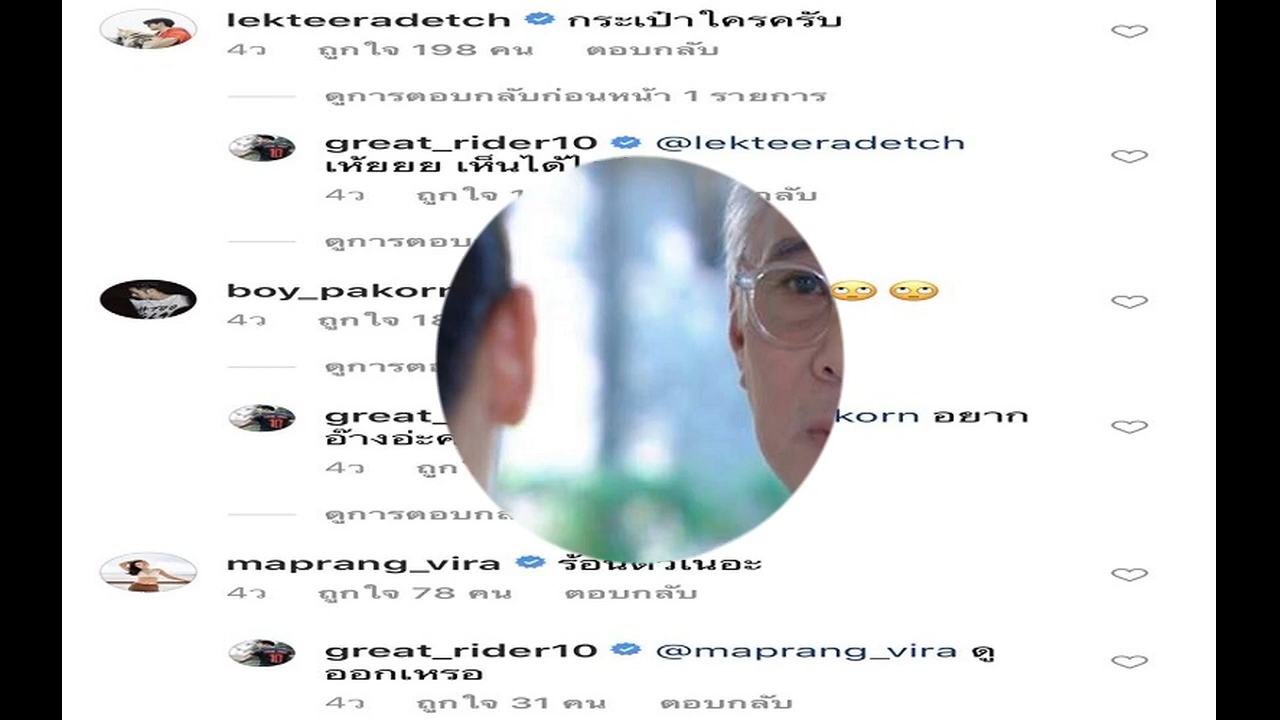 lekteeradetch กระเป๋าใครครับ
4ว ถูกใจ 198 คน ตอบกลับ
ดูการตอบกลับก่อนหน้า 1 รายการ
great_rider10 @lekteeradetch
เห้ยยย เห็นได้ไ
4ว ถูกใจ 1
ดูการตอบ
boy_pakorn 🙄 🙄
4ว ถูกใจ 18
ดูการตอ
great_ korn อยาก
อ๊างอ่ะค
4ว ถูก
ดูการตอบกล
maprang_vira ร้อนตัวเนอะ
4ว ถูกใจ 78 คน ตอบกลับ
great_rider10 @maprang_vira ดู
ออกเหรอ
4ว ถูกใจ 31 คน ตอบกลับ